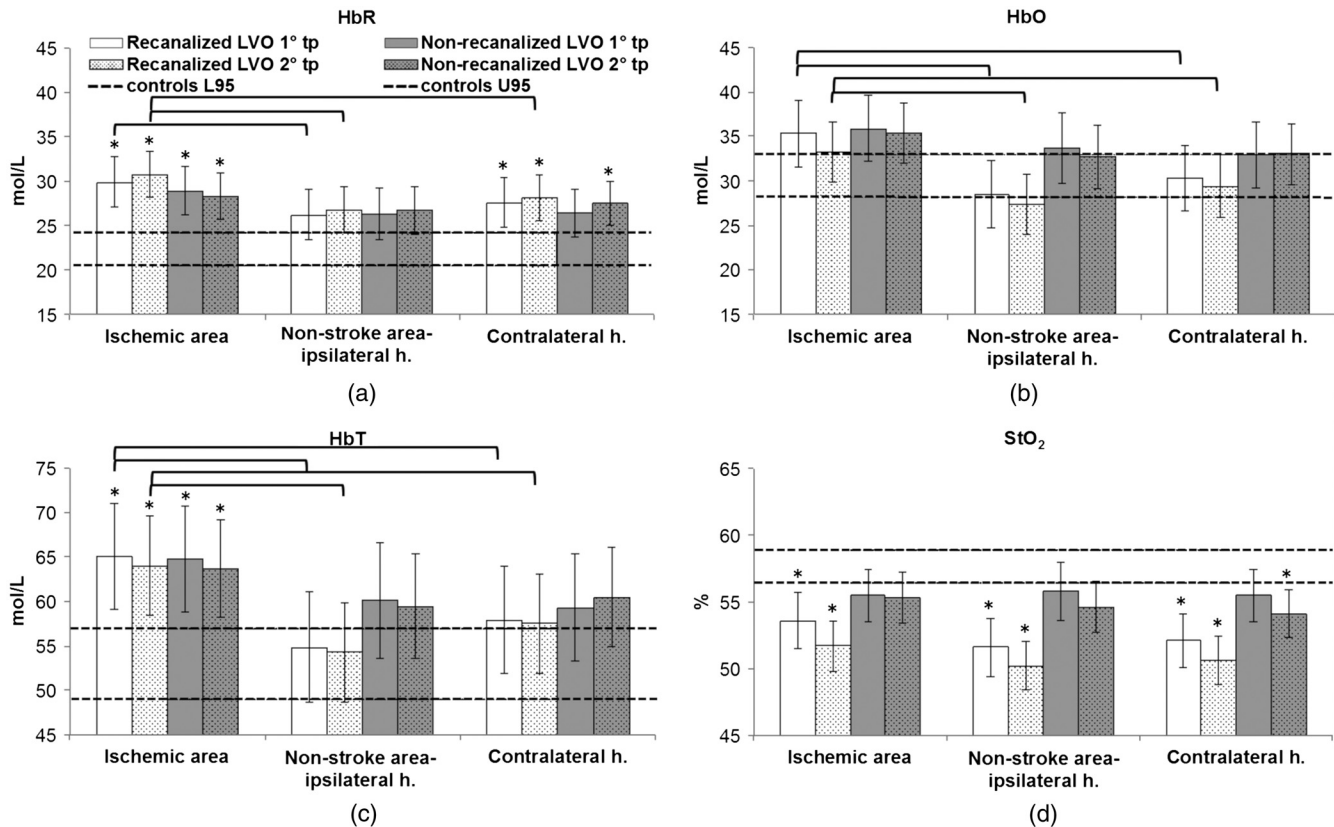 HbR
Recanalized LVO 1° tp
Non-recanalized LVO 1° tp
Recanalized LVO 2° tp
Non-recanalized LVO 2° tp
controls L95
controls U95
45
40
35
30
25
20
15
mol/L
* * * *
* * *
Ischemic area
Non-stroke area-
ipsilateral h.
Contralateral h.
(a)
HbO
45
40
35
30
25
20
15
mol/L
Ischemic area
Non-stroke area-
ipsilateral h.
Contralateral h.
(b)
HbT
75
70
65
60
55
50
45
mol/L
* * * *
Ischemic area
Non-stroke area-
ipsilateral h.
Contralateral h.
(c)
StO₂
65
60
55
50
45
%
* *
* *
* * *
Ischemic area
Non-stroke area-
ipsilateral h.
Contralateral h.
(d)